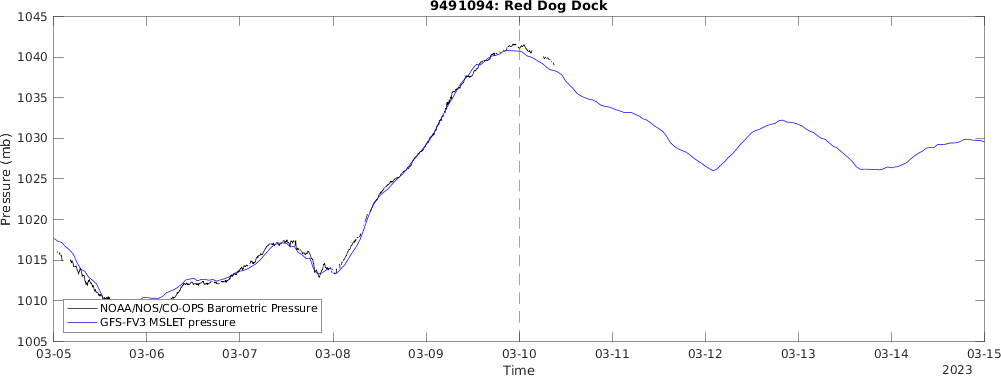 9491094: Red Dog Dock
1045
1040
1035
1030
1025
1020
1015
1010
1005
Pressure (mb)
NOAA/NOS/CO-OPS Barometric Pressure
GFS-FV3 MSLET pressure
03-05 03-06 03-07 03-08 03-09 03-10 03-11 03-12 03-13 03-14 03-15
Time
2023